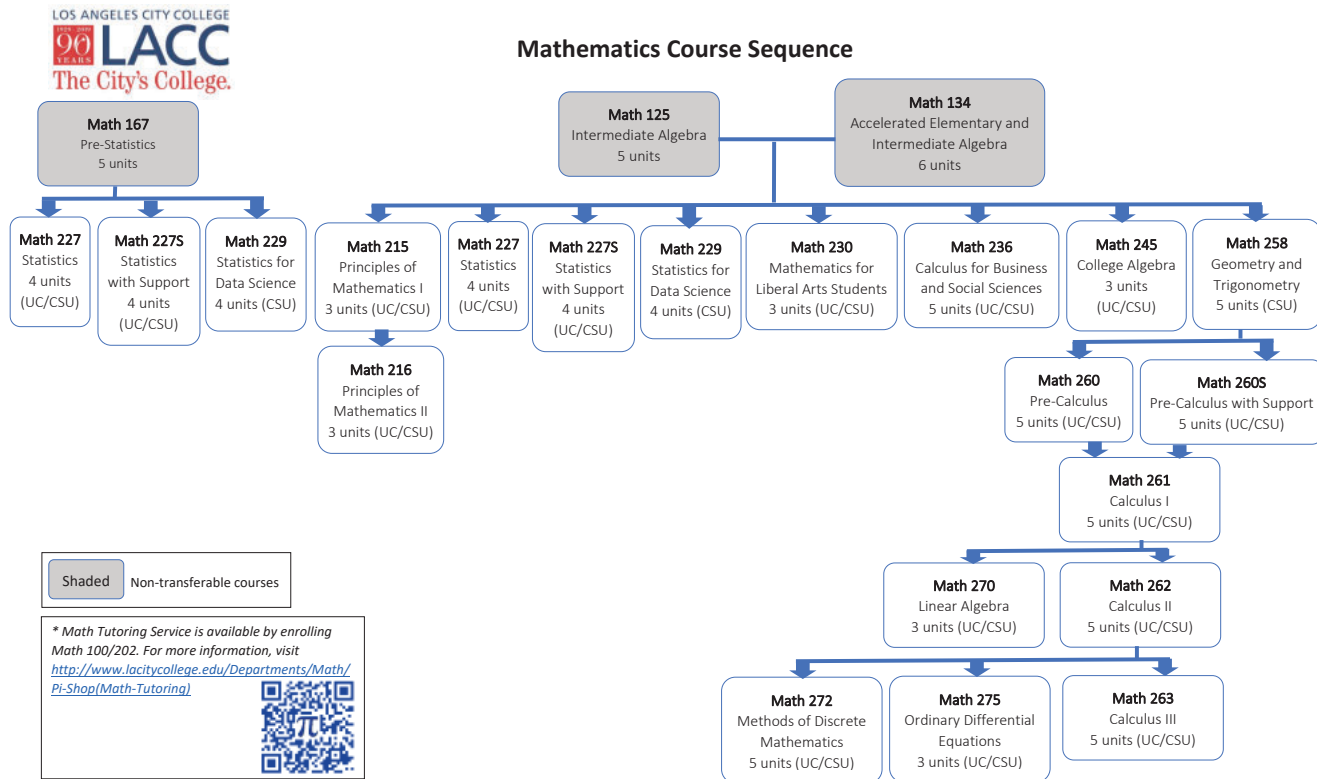 LOS ANGELES CITY COLLEGE
1929 - 2019
90
YEARS
LACC
The City's College.
Mathematics Course Sequence
Math 167
Pre-Statistics
5 units
Math 125
Intermediate Algebra
5 units
Math 134
Accelerated Elementary and
Intermediate Algebra
6 units
Math 227
Statistics
4 units
(UC/CSU)
Math 227S
Statistics
with Support
4 units
(UC/CSU)
Math 229
Statistics for
Data Science
4 units (CSU)
Math 215
Principles of
Mathematics I
3 units (UC/CSU)
Math 227
Statistics
4 units
(UC/CSU)
Math 227S
Statistics
with Support
4 units
(UC/CSU)
Math 229
Statistics for
Data Science
4 units (CSU)
Math 230
Mathematics for
Liberal Arts Students
3 units (UC/CSU)
Math 236
Calculus for Business
and Social Sciences
5 units (UC/CSU)
Math 245
College Algebra
3 units
(UC/CSU)
Math 258
Geometry and
Trigonometry
5 units (CSU)
Math 216
Principles of
Mathematics II
3 units (UC/CSU)
Math 260
Pre-Calculus
5 units (UC/CSU)
Math 260S
Pre-Calculus with Support
5 units (UC/CSU)
Math 261
Calculus I
5 units (UC/CSU)
Math 270
Linear Algebra
3 units (UC/CSU)
Math 262
Calculus II
5 units (UC/CSU)
Math 272
Methods of Discrete
Mathematics
5 units (UC/CSU)
Math 275
Ordinary Differential
Equations
3 units (UC/CSU)
Math 263
Calculus III
5 units (UC/CSU)
Shaded
Non-transferable courses
* Math Tutoring Service is available by enrolling
Math 100/202. For more information, visit
http://www.lacitycollege.edu/Departments/Math/
Pi-Shop(Math-Tutoring)
π